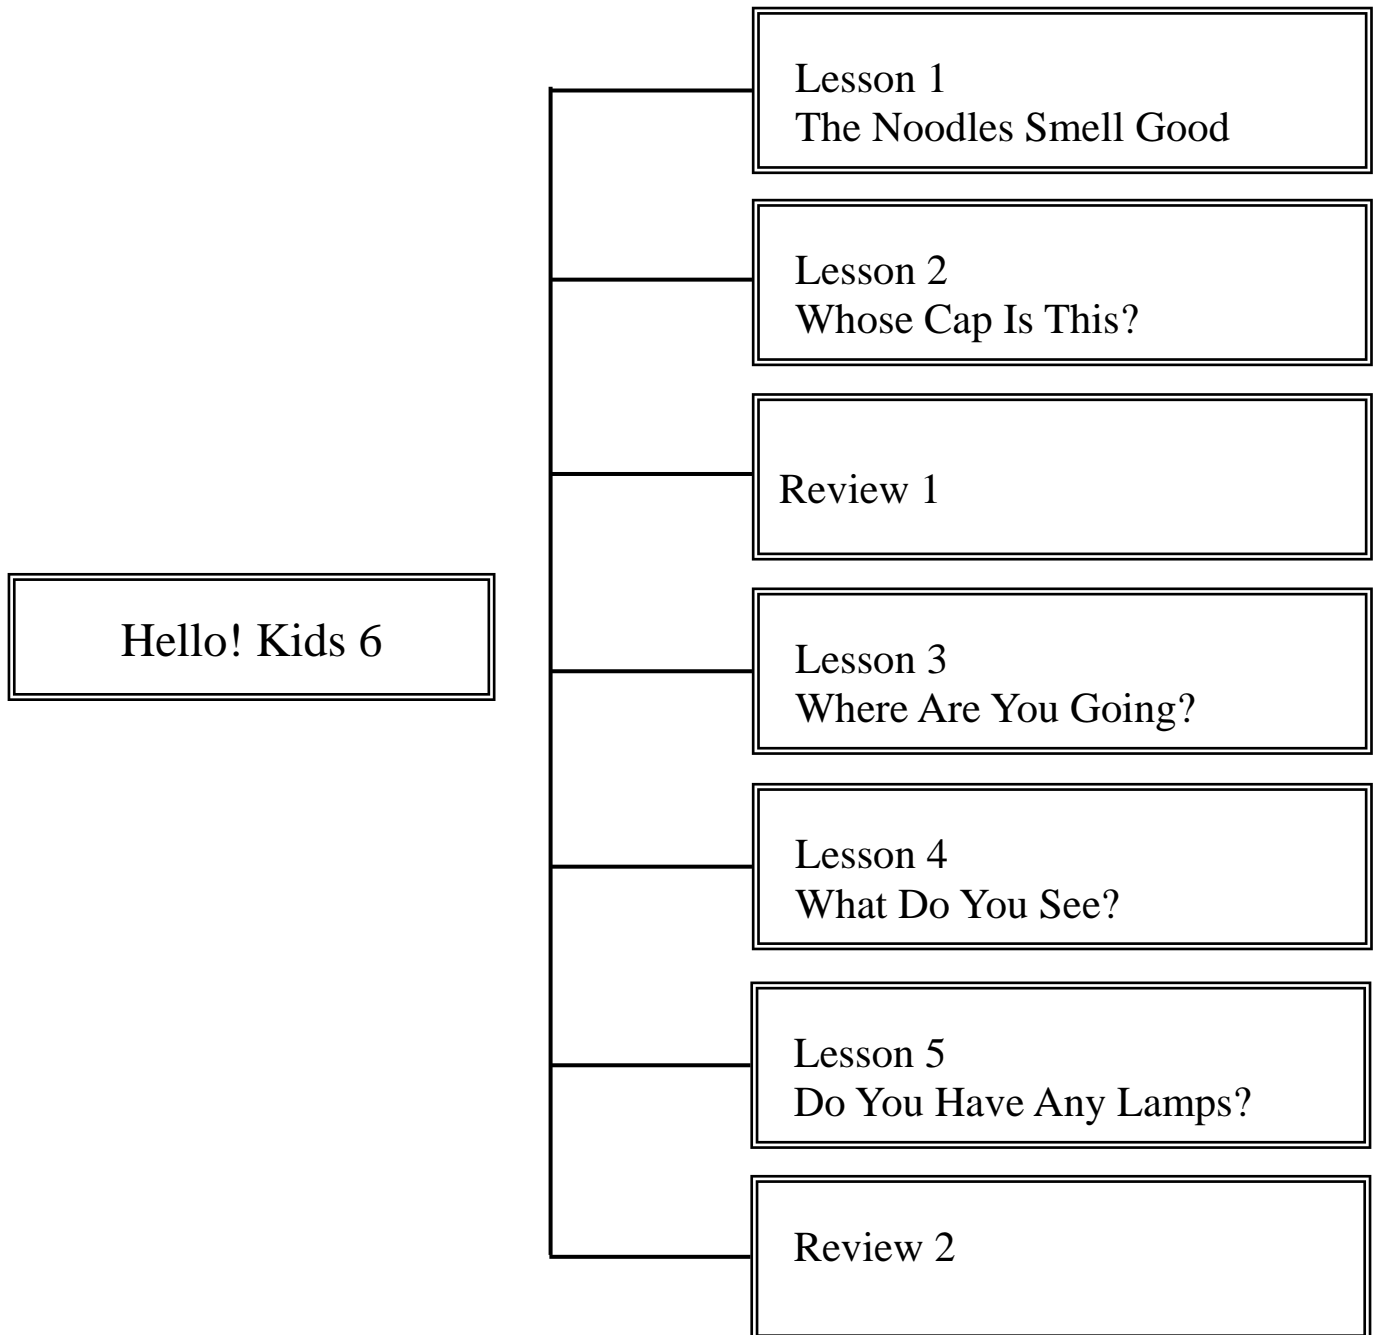 Hello! Kids 6
Lesson 1
The Noodles Smell Good
Lesson 2
Whose Cap Is This?
Review 1
Lesson 3
Where Are You Going?
Lesson 4
What Do You See?
Lesson 5
Do You Have Any Lamps?
Review 2